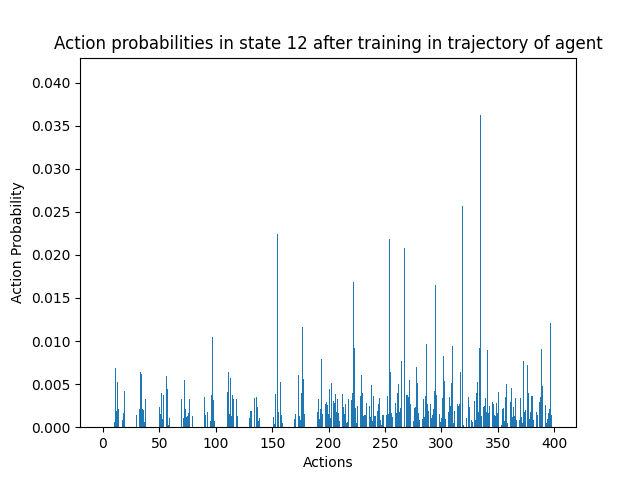 Action probabilities in state 12 after training in trajectory of agent
0.040
0.035
0.030
0.025
0.020
0.015
0.010
0.005
0.000
Action Probability
0 50 100 150 200 250 300 350 400
Actions